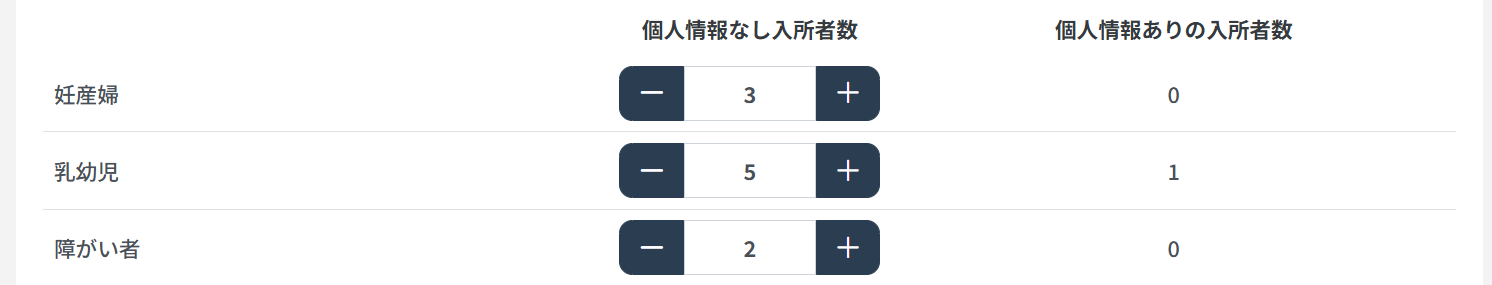 個人情報なし入所者数 個人情報ありの入所者数
妊産婦 − 3 + 0
乳幼児 − 5 + 1
障がい者 − 2 + 0